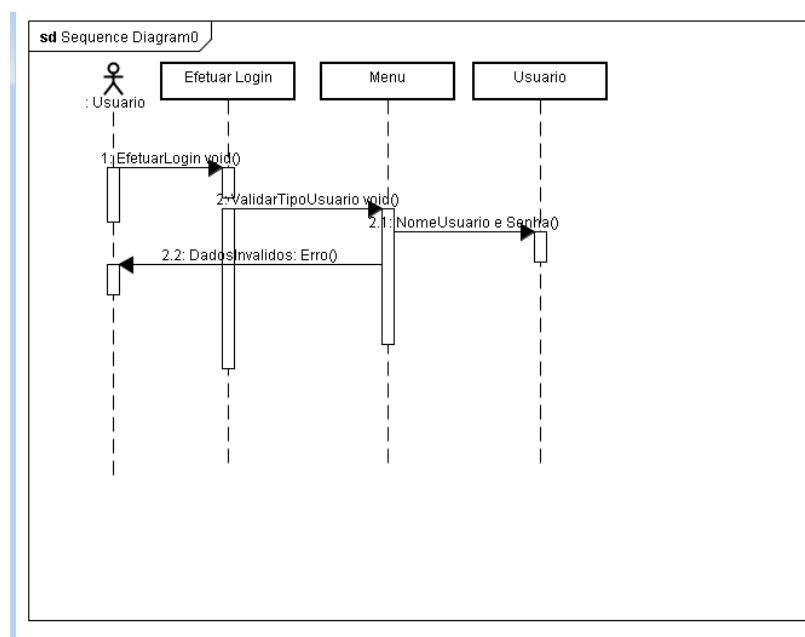 sd Sequence Diagram0
: Usuario
Efetuar Login
Menu
Usuario
1: EfetuarLogin void()
2: ValidarTipoUsuario void()
2.1: NomeUsuario e Senha()
2.2: DadosInvalidos: Erro()